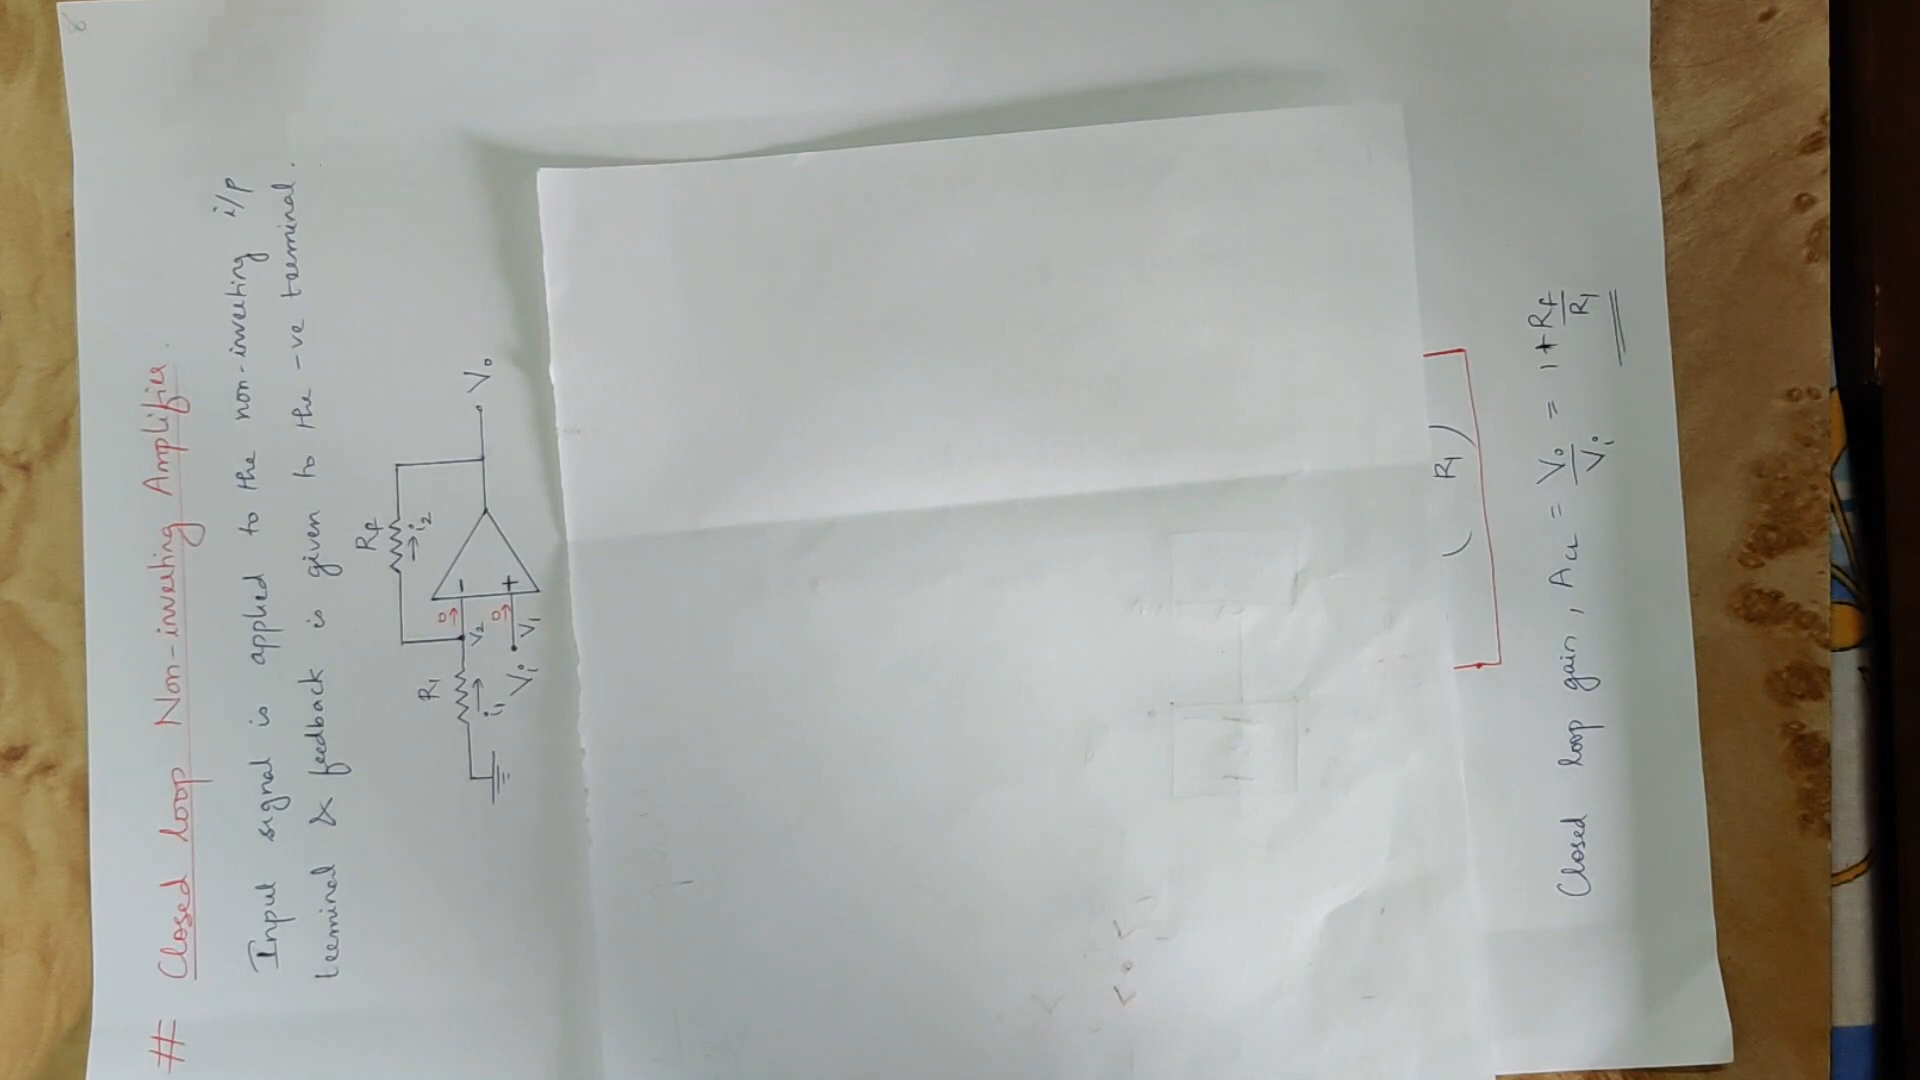 # Closed Loop Non-inverting Amplifier.
Input signal is applied to the non-inverting i/p
terminal & feedback is given to the -ve terminal.
Rf
→ i2
R1
i1
V2
0
0
-
+
Vi
V1
Vo
( R1 )
Closed loop gain, ACL = Vo/Vi = 1 + Rf/R1
8